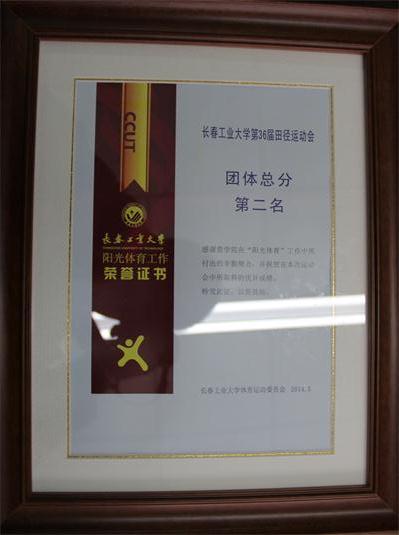 CCUT
长春工业大学
阳光体育工作
荣誉证书
长春工业大学第36届田径运动会
团体总分
第二名
感谢贵学院在“阳光体育”工作中所
付出的辛勤努力，并祝贺在本次运动
会中所取得的优异成绩。
特发此证，以资鼓励。
长春工业大学体育运动委员会 2014.5